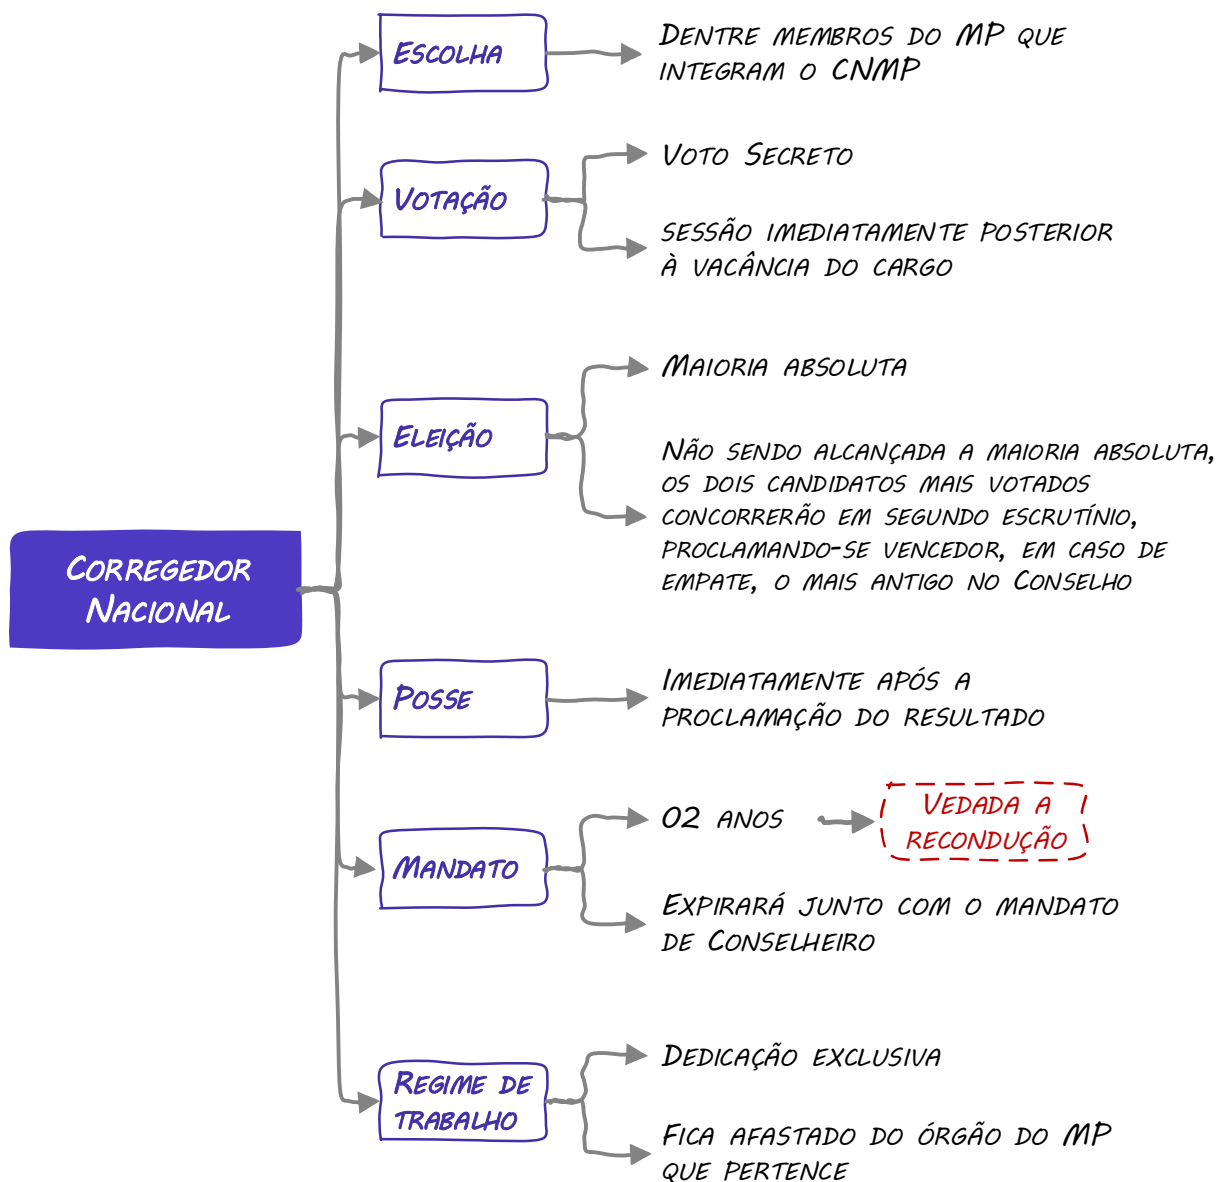 Corregedor
Nacional
Escolha
Dentre membros do MP que
integram o CNMP
Votação
Voto Secreto
sessão imediatamente posterior
à vacância do cargo
Eleição
Maioria absoluta
Não sendo alcançada a maioria absoluta,
os dois candidatos mais votados
concorrerão em segundo escrutínio,
proclamando-se vencedor, em caso de
empate, o mais antigo no Conselho
Posse
Imediatamente após a
proclamação do resultado
Mandato
02 anos
Vedada a
recondução
Expirará junto com o mandato
de Conselheiro
Regime de
trabalho
Dedicação exclusiva
Fica afastado do órgão do MP
que pertence